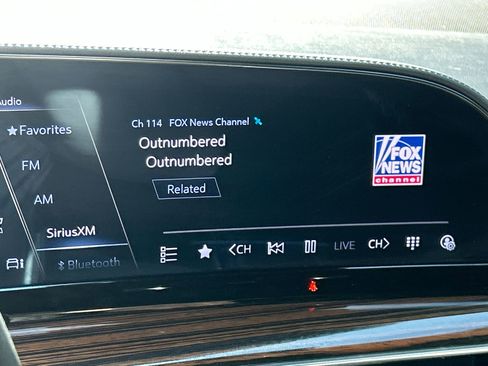 Audio
Favorites
FM
AM
SiriusXM
Bluetooth
Ch 114 FOX News Channel
Outnumbered
Outnumbered
Related
FOX
NEWS
channel
CH
LIVE
CH